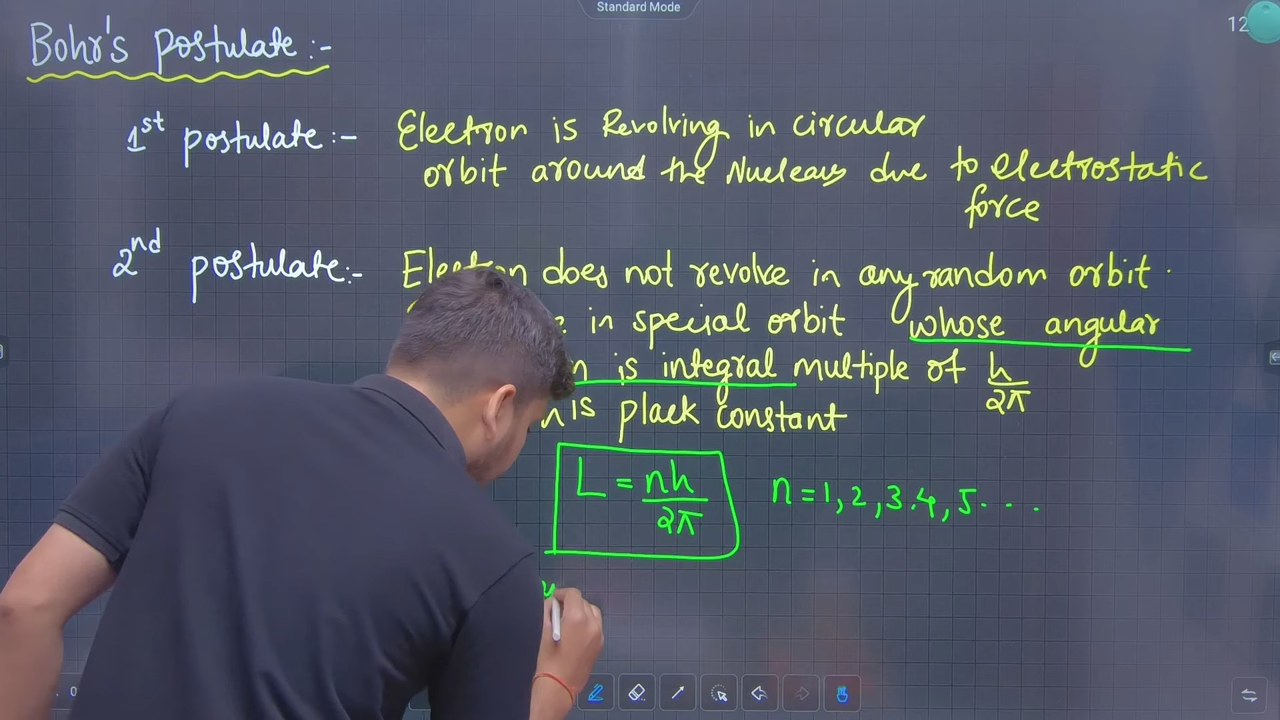 Standard Mode
12
Bohr's postulate :-
1st postulate :- Electron is Revolving in circular
orbit around the Nucleus due to electrostatic
force
2nd postulate :- Electron does not revolve in any random orbit.
in special orbit whose angular
is integral multiple of h/2π
is plack constant
L = nh/2π n = 1, 2, 3. 4, 5 . . .